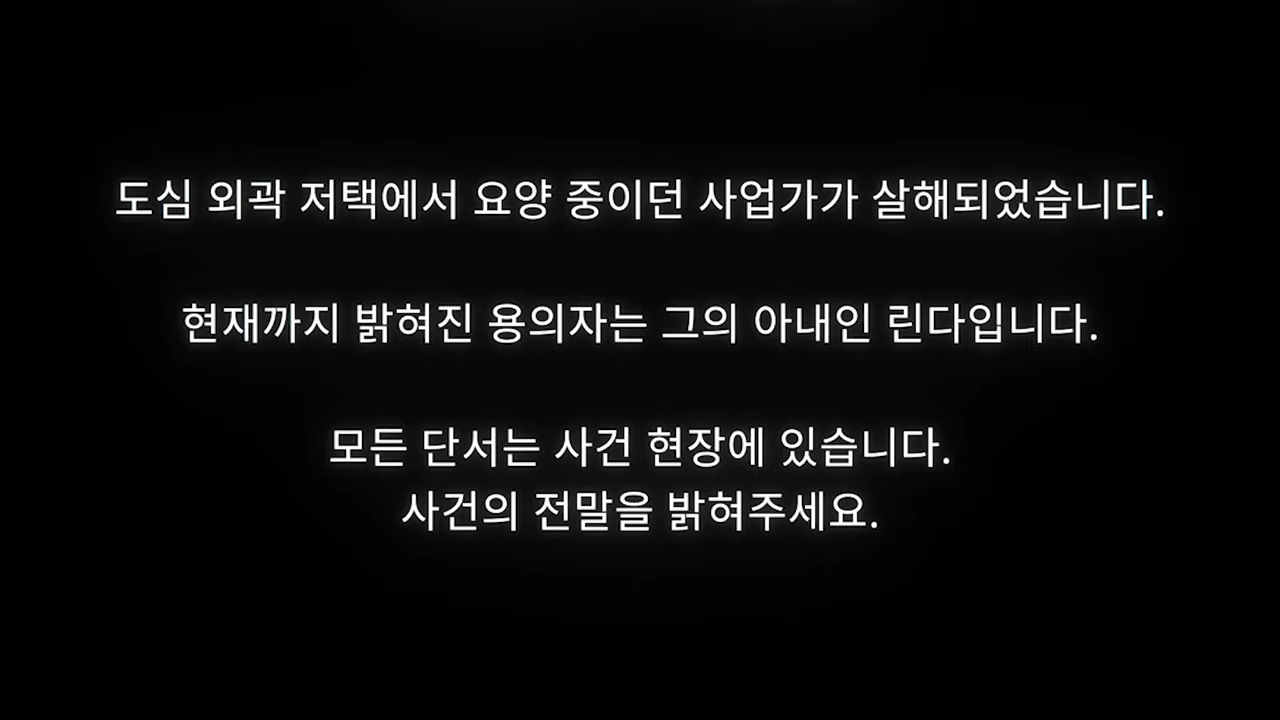 도심 외곽 저택에서 요양 중이던 사업가가 살해되었습니다.
현재까지 밝혀진 용의자는 그의 아내인 린다입니다.
모든 단서는 사건 현장에 있습니다.
사건의 전말을 밝혀주세요.